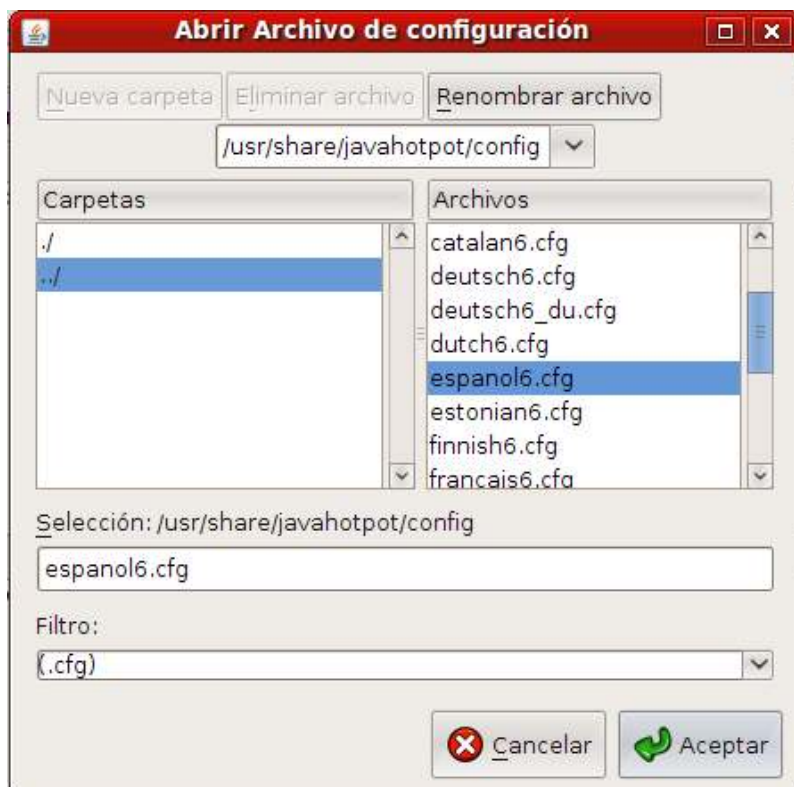 Abrir Archivo de configuración
Nueva carpeta Eliminar archivo Renombrar archivo
/usr/share/javahotpot/config
Carpetas
./
../
Archivos
catalan6.cfg
deutsch6.cfg
deutsch6_du.cfg
dutch6.cfg
espanol6.cfg
estonian6.cfg
finnish6.cfg
francais6.cfg
Selección: /usr/share/javahotpot/config
espanol6.cfg
Filtro:
(.cfg)
Cancelar Aceptar